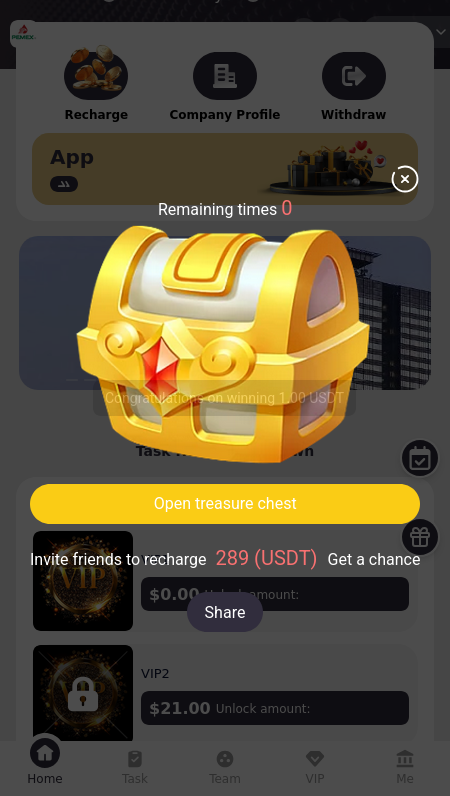 PEMEX
Recharge
Company Profile
Withdraw
App
Remaining times 0
Congratulations on winning 1.00 USDT
Task
Open treasure chest
Invite friends to recharge 289 (USDT) Get a chance
VIP
$0.00 Unlock amount:
Share
VIP2
$21.00 Unlock amount:
Home
Task
Team
VIP
Me